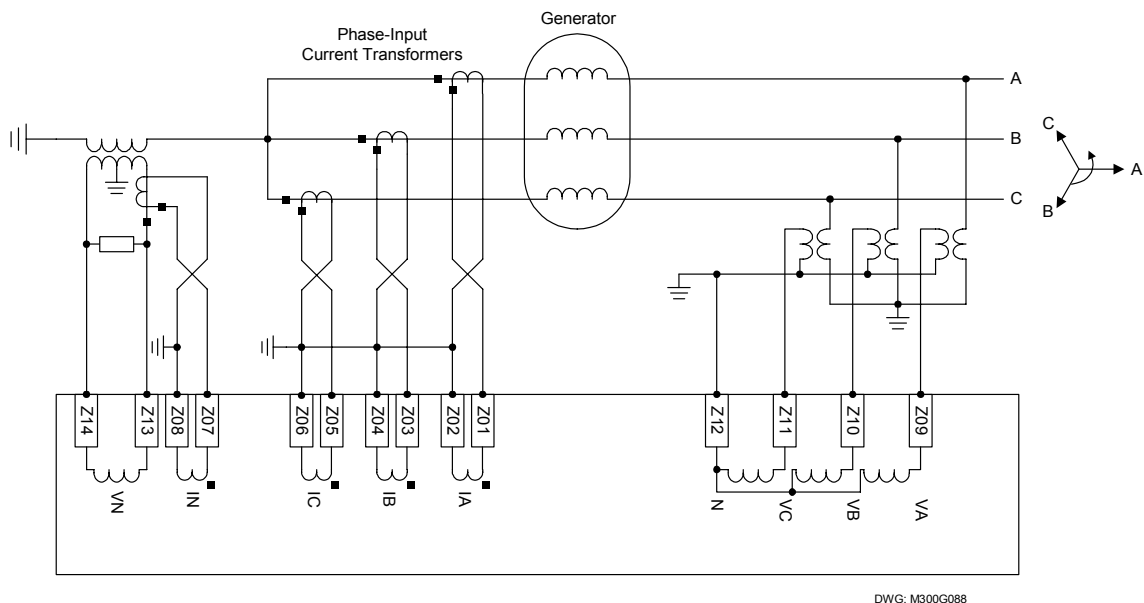 Generator
Phase-Input
Current Transformers
A
B
C
C
A
B
Z14
Z13
Z08
Z07
Z06
Z05
Z04
Z03
Z02
Z01
Z12
Z11
Z10
Z09
VN
IN
IC
IB
IA
N
VC
VB
VA
DWG: M300G088